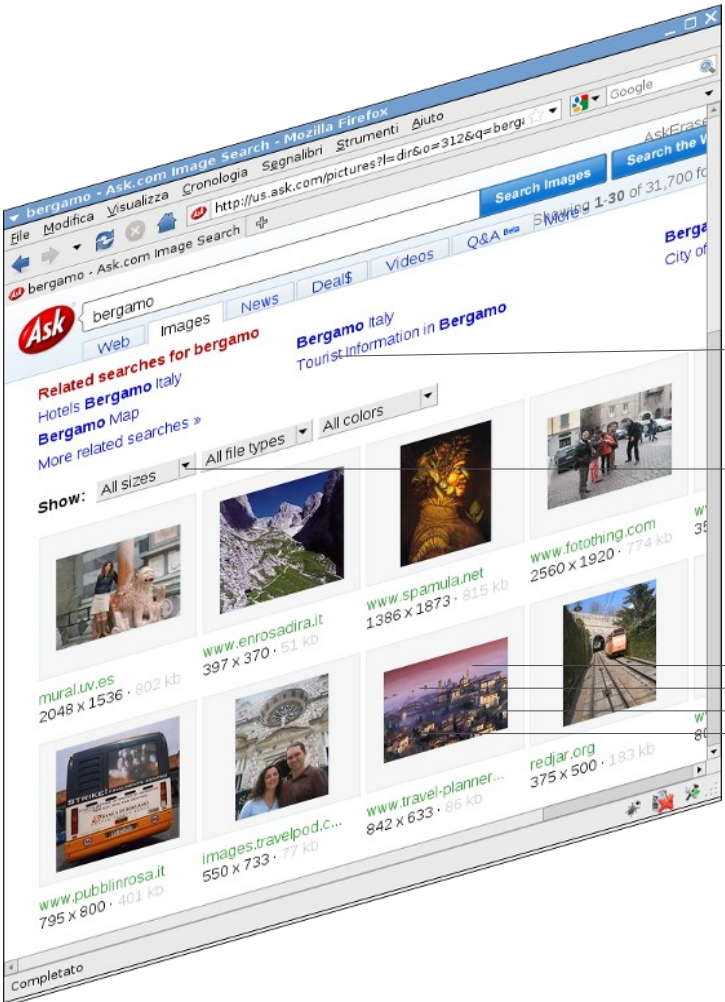 bergamo - Ask.com Image Search - Mozilla Firefox
File Modifica Visualizza Cronologia Segnalibri Strumenti Aiuto
http://us.ask.com/pictures?l=dir&o=312&q=berga
Google
bergamo - Ask.com Image Search
AskErase
Ask
bergamo
Search Images
Search the W
Web Images News Deal$ Videos Q&A Beta More »
Showing 1-30 of 31,700 fo
Related searches for bergamo
Hotels Bergamo Italy
Bergamo Map
More related searches »
Bergamo Italy
Tourist Information in Bergamo
Berga
City of
Show: All sizes All file types All colors
mural.uv.es
2048 x 1536 · 802 kb
www.enrosadira.it
397 x 370 · 51 kb
www.spamula.net
1386 x 1873 · 815 kb
www.fotothing.com
2560 x 1920 · 774 kb
w
35
STRIKE!
www.pubblinrosa.it
795 x 800 · 401 kb
images.travelpod.c...
550 x 733 · 77 kb
www.travel-planner...
842 x 633 · 86 kb
redjar.org
375 x 500 · 183 kb
w
80
Completato